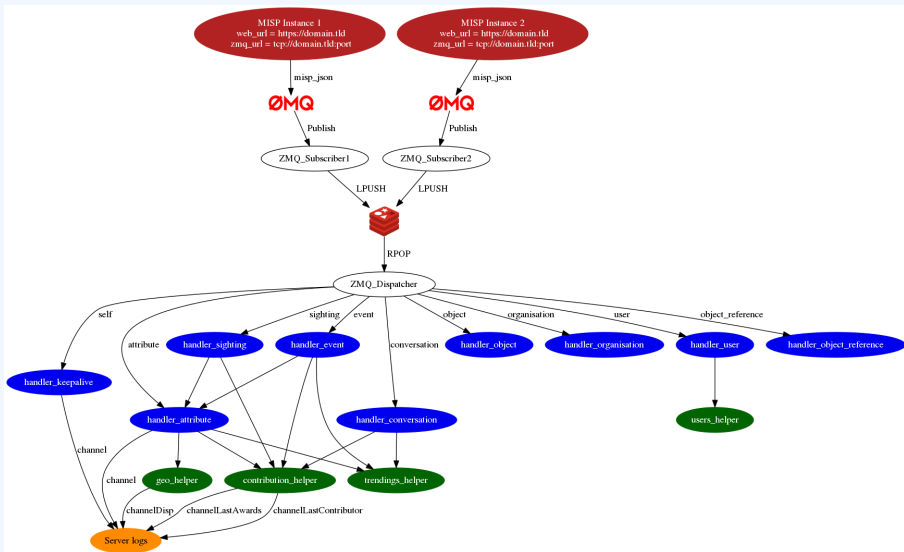 MISP Instance 1
web_url = https://domain.tld
zmq_url = tcp://domain.tld:port
MISP Instance 2
web_url = https://domain.tld
zmq_url = tcp://domain.tld:port
misp_json
misp_json
ØMQ
ØMQ
Publish
Publish
ZMQ_Subscriber1
ZMQ_Subscriber2
LPUSH
LPUSH
RPOP
ZMQ_Dispatcher
self
attribute
sighting
event
conversation
object
organisation
user
object_reference
handler_sighting
handler_event
handler_object
handler_organisation
handler_user
handler_object_reference
handler_keepalive
handler_attribute
handler_conversation
users_helper
channel
channel
geo_helper
contribution_helper
trendings_helper
channelDisp
channelLastAwards
channelLastContributor
Server logs